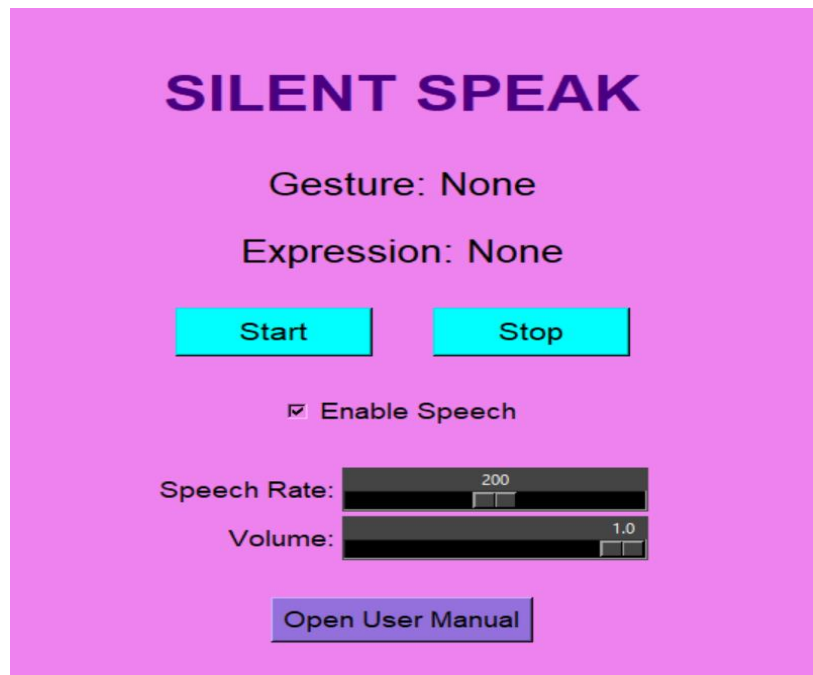 SILENT SPEAK
Gesture: None
Expression: None
Start Stop
Enable Speech
Speech Rate: 200
Volume: 1.0
Open User Manual